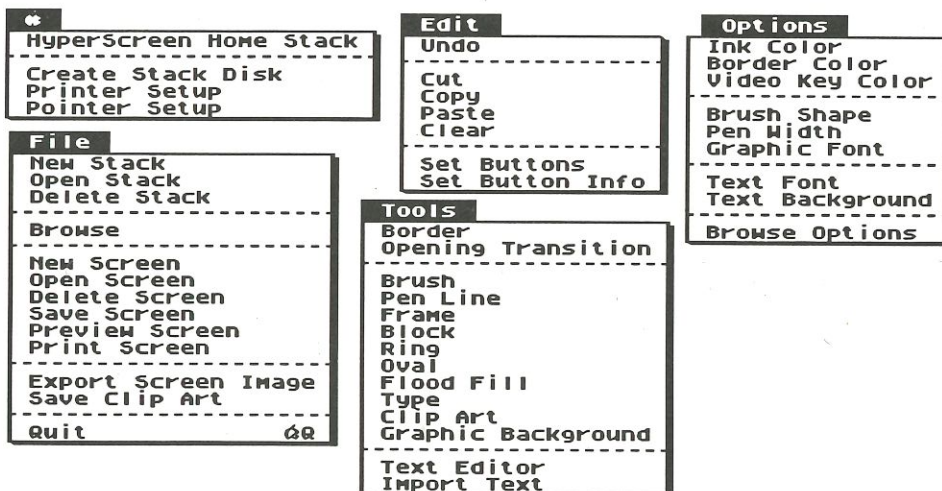 HyperScreen Home Stack
Create Stack Disk
Printer Setup
Pointer Setup
File
New Stack
Open Stack
Delete Stack
Browse
New Screen
Open Screen
Delete Screen
Save Screen
Preview Screen
Print Screen
Export Screen Image
Save Clip Art
Quit Q
Edit
Undo
Cut
Copy
Paste
Clear
Set Buttons
Set Button Info
Tools
Border
Opening Transition
Brush
Pen Line
Frame
Block
Ring
Oval
Flood Fill
Type
Clip Art
Graphic Background
Text Editor
Import Text
Options
Ink Color
Border Color
Video Key Color
Brush Shape
Pen Width
Graphic Font
Text Font
Text Background
Browse Options